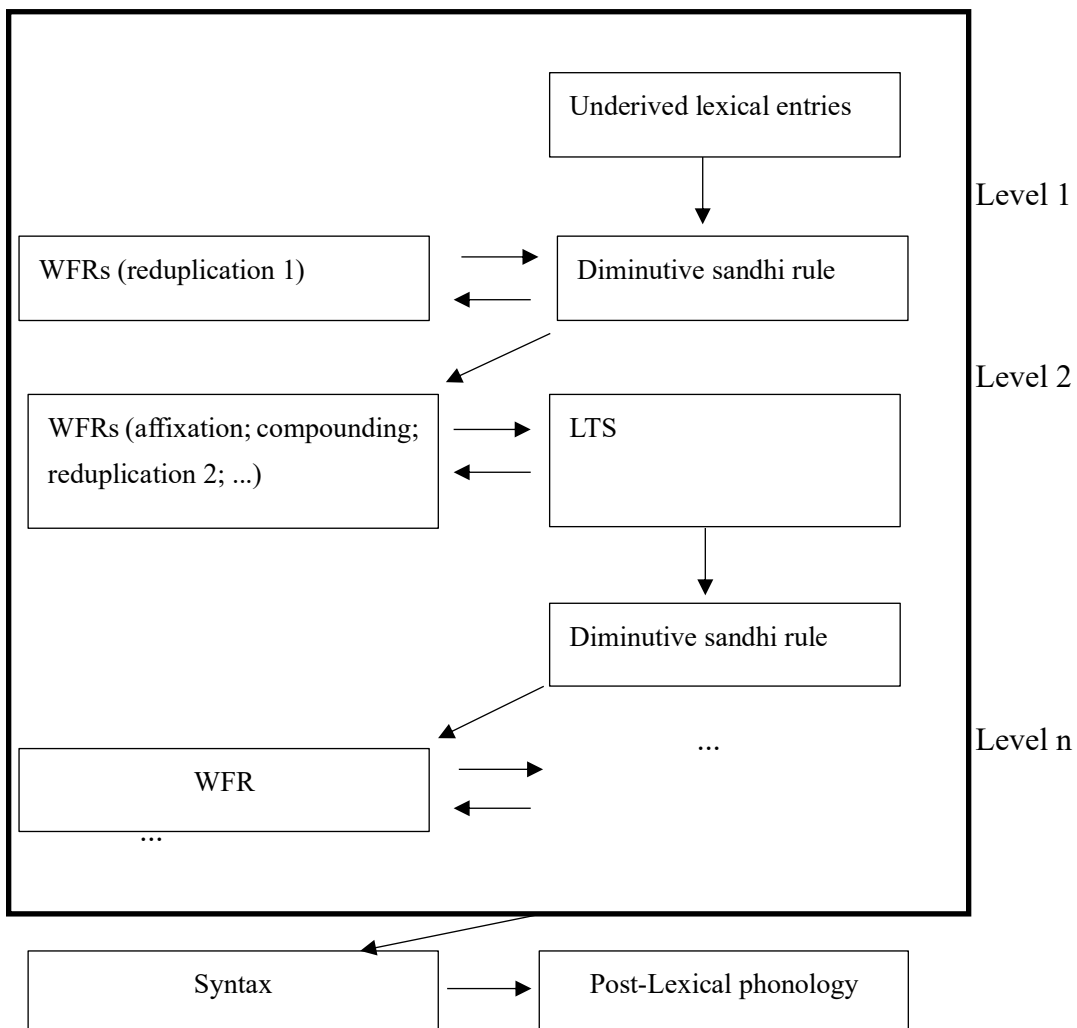 Underived lexical entries
Level 1
WFRs (reduplication 1)
Diminutive sandhi rule
Level 2
WFRs (affixation; compounding;
reduplication 2; ...)
LTS
Diminutive sandhi rule
...
Level n
WFR
...
Syntax
Post-Lexical phonology